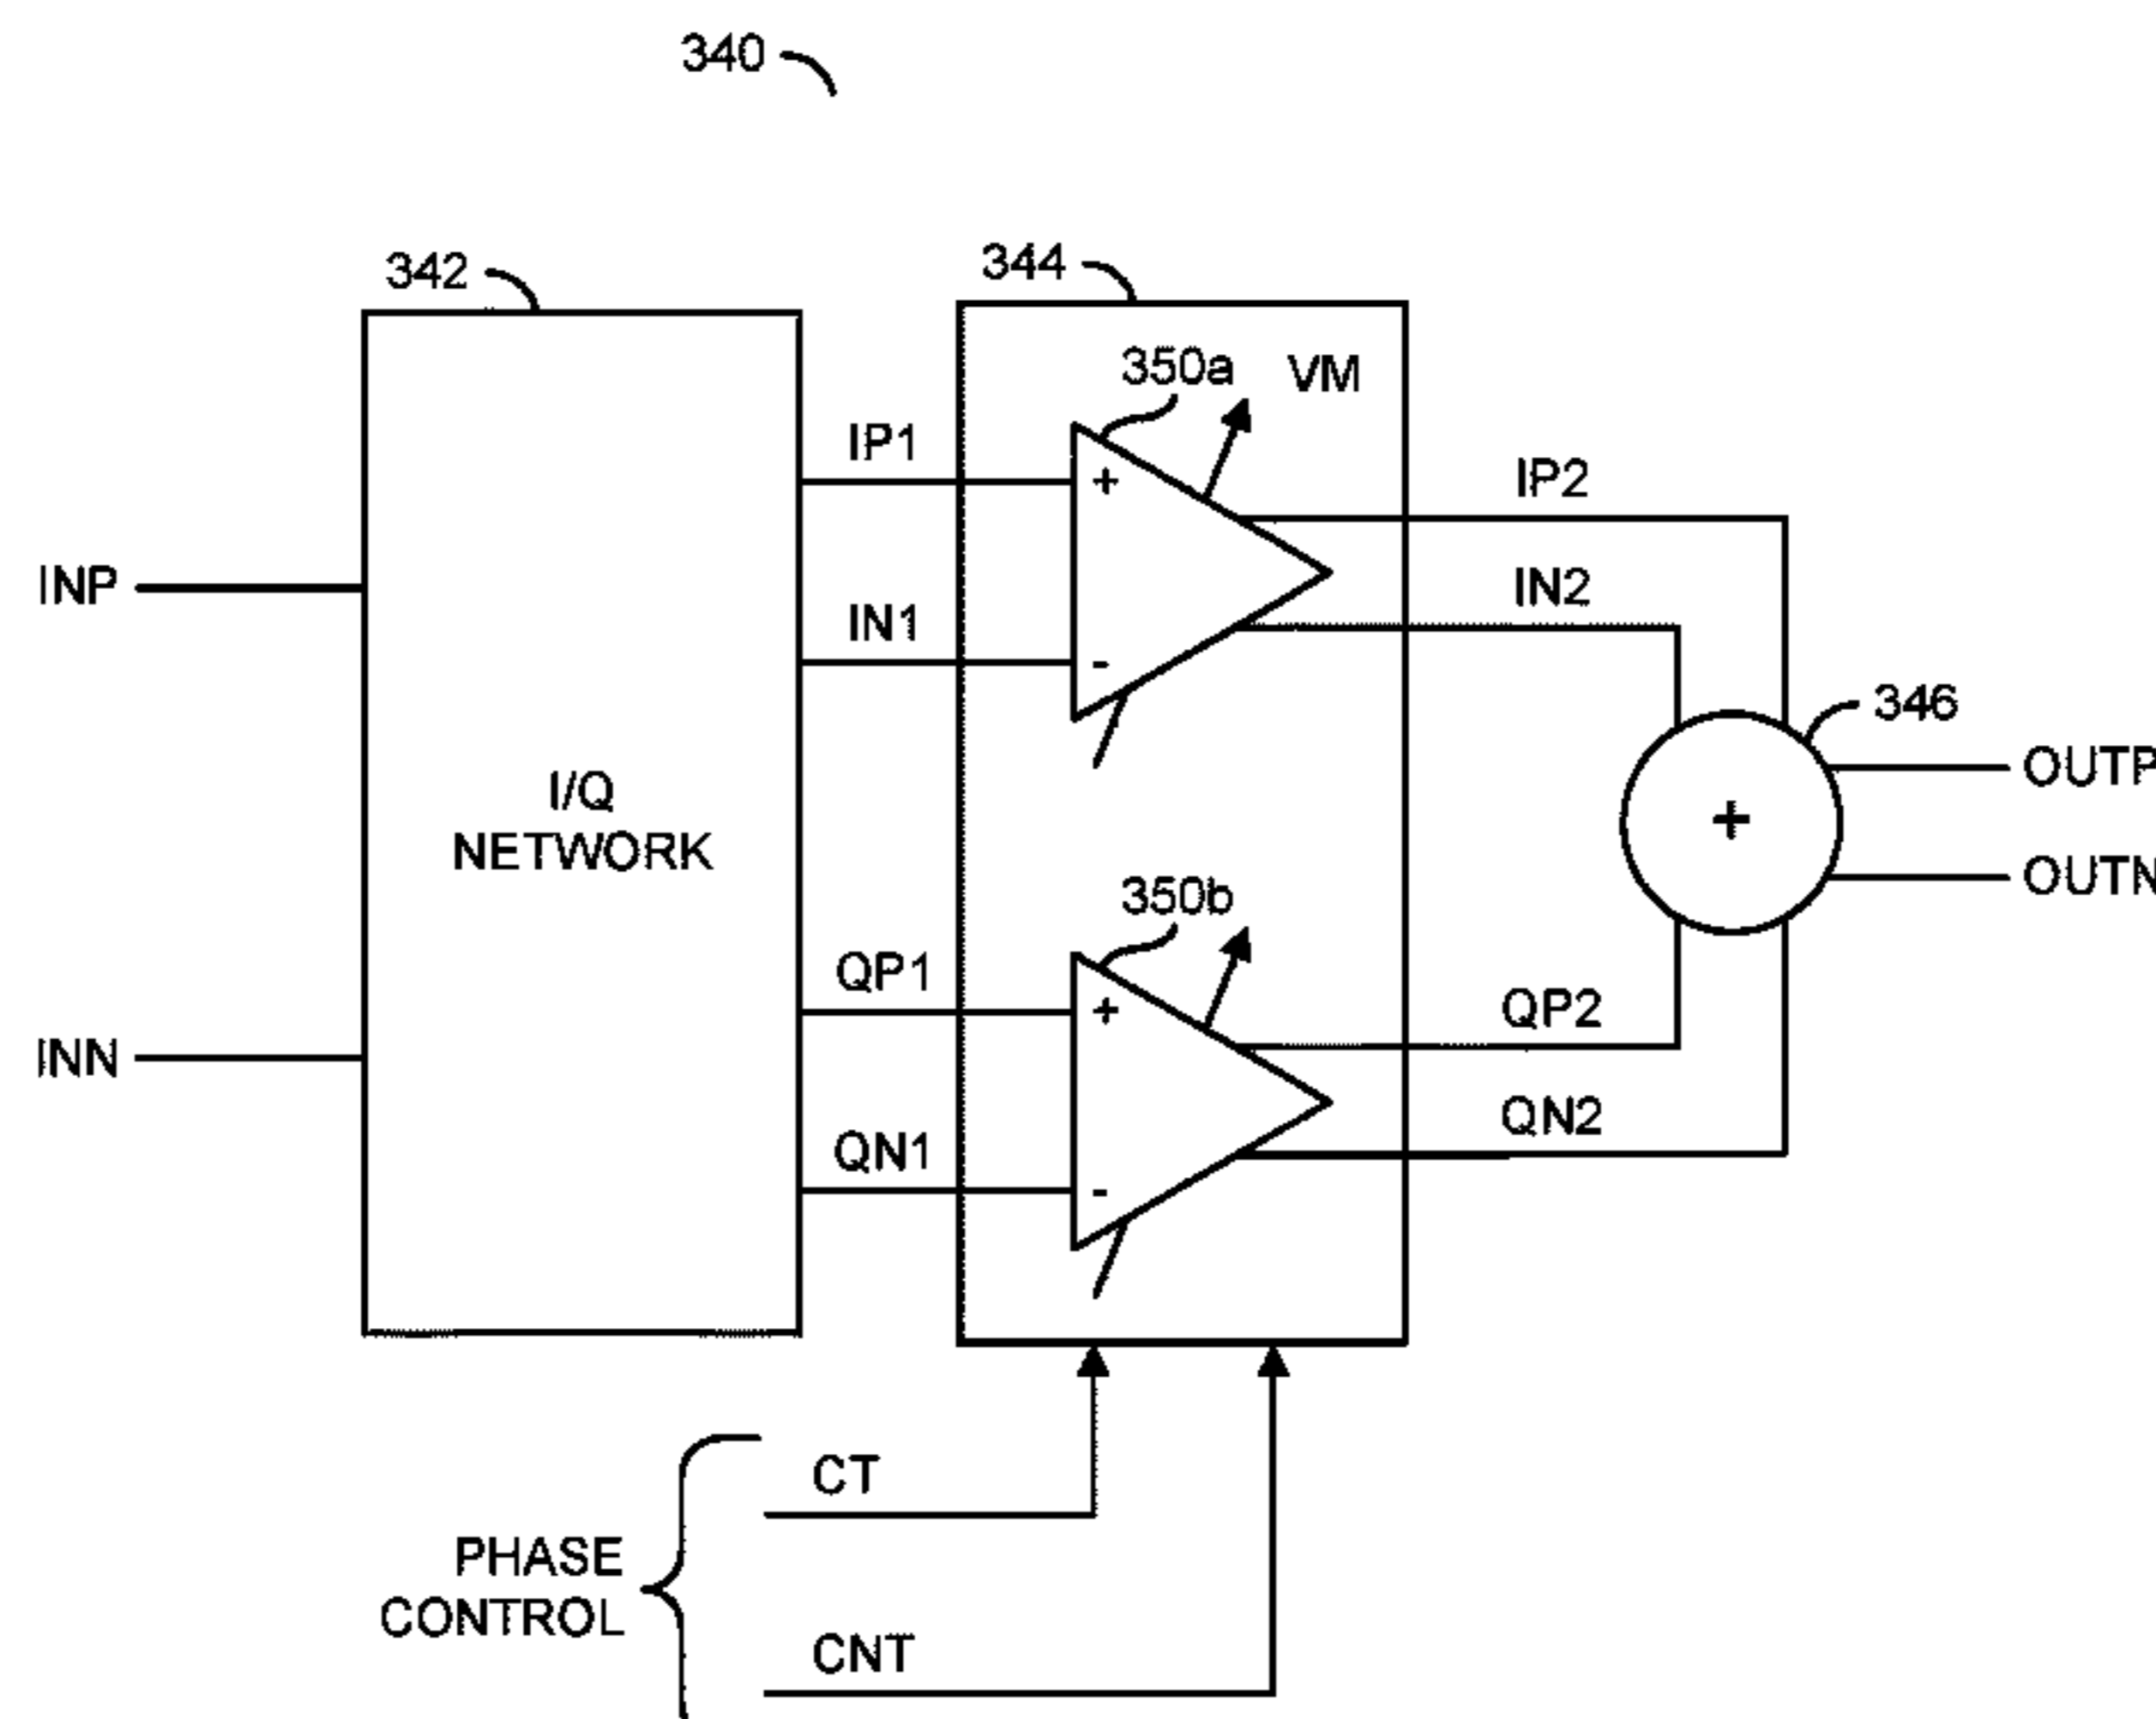 340
342
344
350a
VM
IP1
IP2
INP
IN2
IN1
346
OUTP
I/Q
NETWORK
+
-
+
OUTN
350b
QP1
QP2
+
INN
QN2
QN1
-
CT
PHASE
CONTROL
CNT